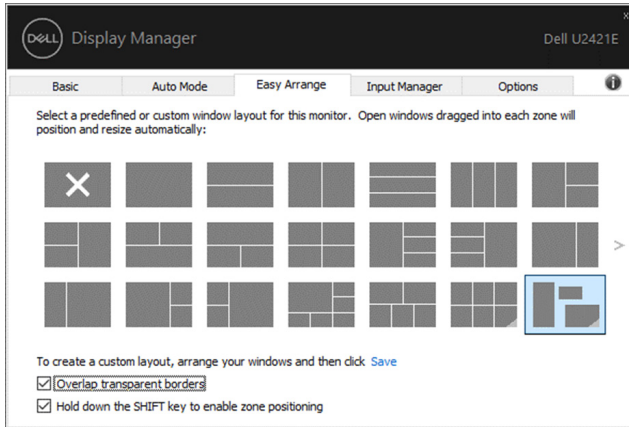 DELL Display Manager Dell U2421E
Basic Auto Mode Easy Arrange Input Manager Options
Select a predefined or custom window layout for this monitor. Open windows dragged into each zone will
position and resize automatically:
To create a custom layout, arrange your windows and then click Save
Overlap transparent borders
Hold down the SHIFT key to enable zone positioning